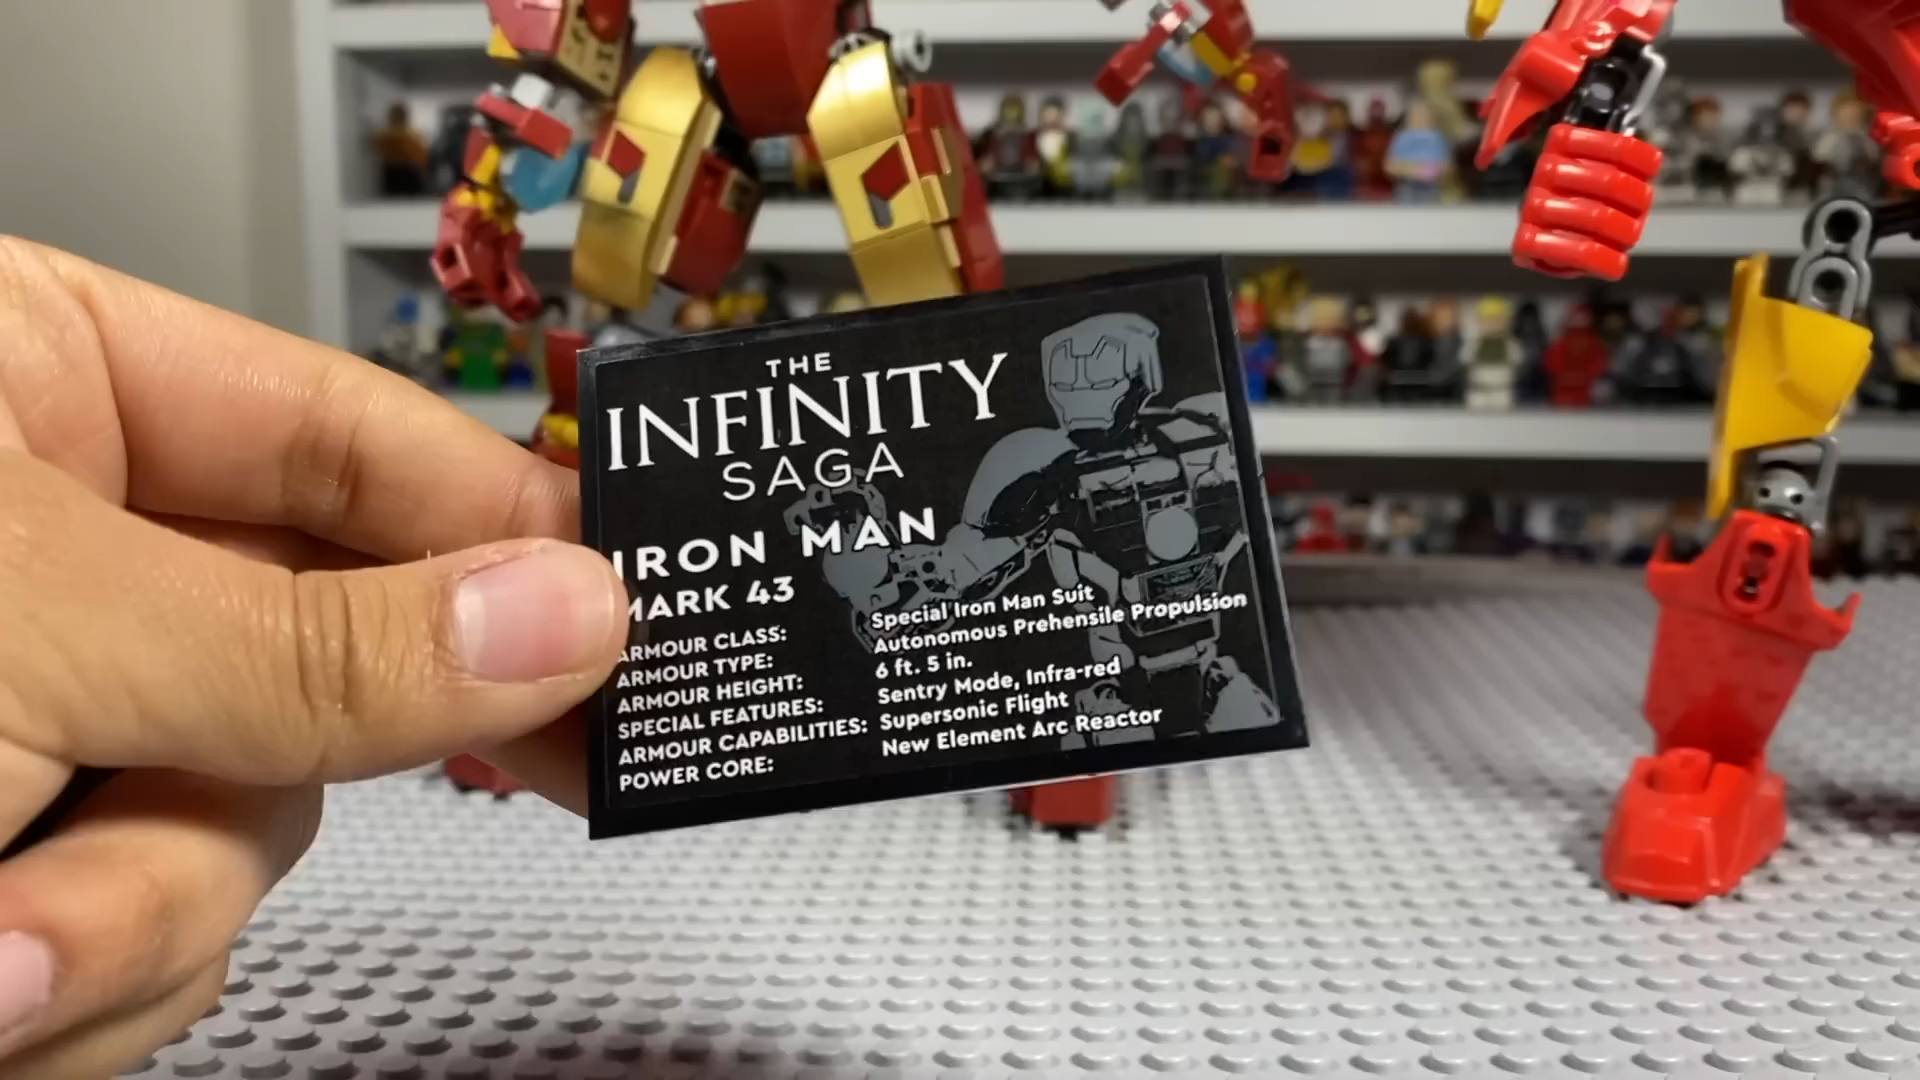 THE
INFINITY
SAGA
IRON MAN
MARK 43
ARMOUR CLASS: Special Iron Man Suit
ARMOUR TYPE: Autonomous Prehensile Propulsion
ARMOUR HEIGHT: 6 ft. 5 in.
SPECIAL FEATURES: Sentry Mode, Infra-red
ARMOUR CAPABILITIES: Supersonic Flight
POWER CORE: New Element Arc Reactor